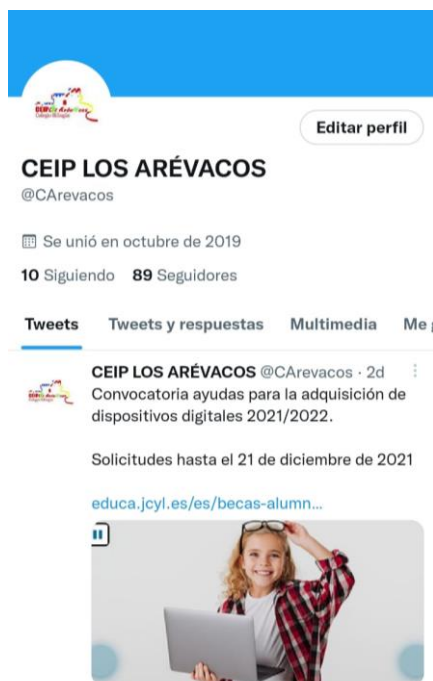 Editar perfil
CEIP LOS ARÉVACOS
@CArevacos
Se unió en octubre de 2019
10 Siguiendo 89 Seguidores
Tweets Tweets y respuestas Multimedia Me
CEIP LOS ARÉVACOS @CArevacos · 2d
Convocatoria ayudas para la adquisición de
dispositivos digitales 2021/2022.
Solicitudes hasta el 21 de diciembre de 2021
educa.jcyl.es/es/becas-alumn...